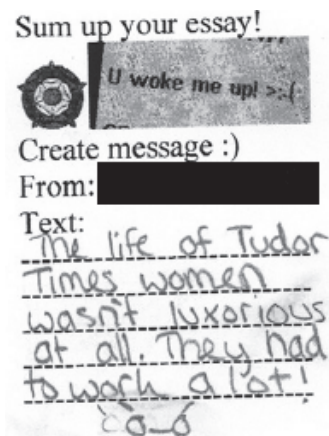 Sum up your essay!
U woke me up! >:-(
Create message :)
From:
Text:
The life of Tudor
Times women
wasn't luxorious
at all. They had
to work a lot!